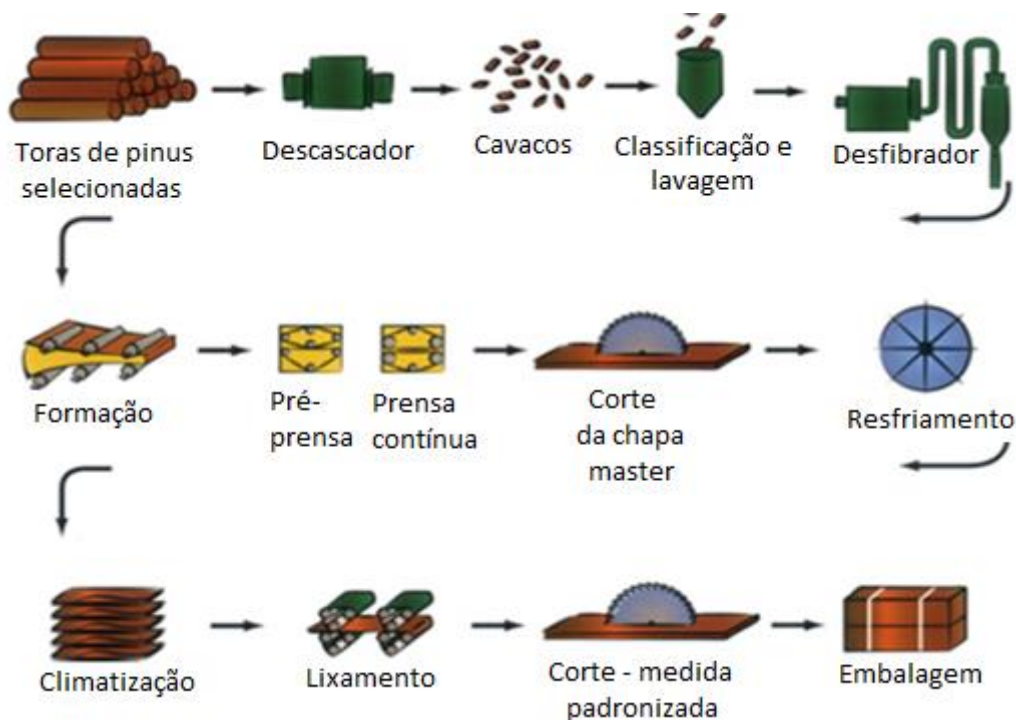 Toras de pinus
selecionadas
Descascador
Cavacos
Classificação e
lavagem
Desfibrador
Formação
Pré-
prensa
Prensa
contínua
Corte
da chapa
master
Resfriamento
Climatização
Lixamento
Corte - medida
padronizada
Embalagem